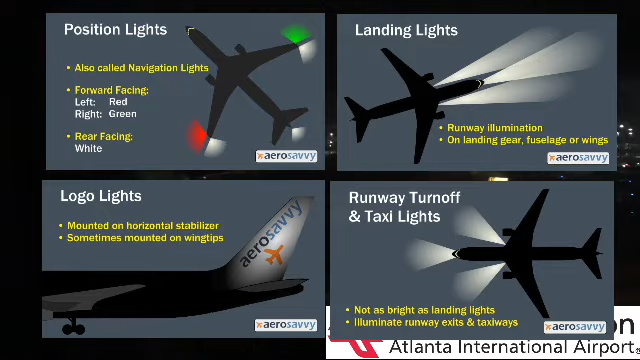 Position Lights
• Also called Navigation Lights
• Forward Facing:
Left: Red
Right: Green
• Rear Facing:
White
aerosavvy
Landing Lights
• Runway illumination
• On landing gear, fuselage or wings
aerosavvy
Logo Lights
• Mounted on horizontal stabilizer
• Sometimes mounted on wingtips
aerosavvy
aerosavvy
Runway Turnoff
& Taxi Lights
• Not as bright as landing lights
• Illuminate runway exits & taxiways
aerosavvy
Atlanta International Airport